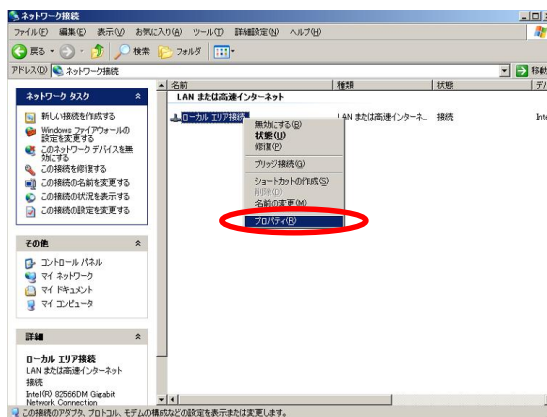 ネットワーク接続
ファイル(F) 編集(E) 表示(V) お気に入り(A) ツール(T) 詳細設定(N) ヘルプ(H)
戻る 検索 フォルダ
アドレス(D) ネットワーク接続 移動
ネットワーク タスク
新しい接続を作成する
Windows ファイアウォールの
設定を変更する
このネットワーク デバイスを無
効にする
この接続を修復する
この接続の名前を変更する
この接続の状況を表示する
この接続の設定を変更する
その他
コントロール パネル
マイ ネットワーク
マイ ドキュメント
マイ コンピュータ
詳細
ローカル エリア接続
LAN または高速インターネット
接続
Intel(R) 82566DM Gigabit
Network Connection
名前 種類 状態 デ
LAN または高速インターネット
ローカル エリア接続 LAN または高速インターネ... 接続 Inte
無効にする(B)
状態(U)
修復(P)
ブリッジ接続(G)
ショートカットの作成(S)
削除(D)
名前の変更(M)
プロパティ(R)
この接続のアダプタ、プロトコル、モデムの構成などの設定を表示または変更します。